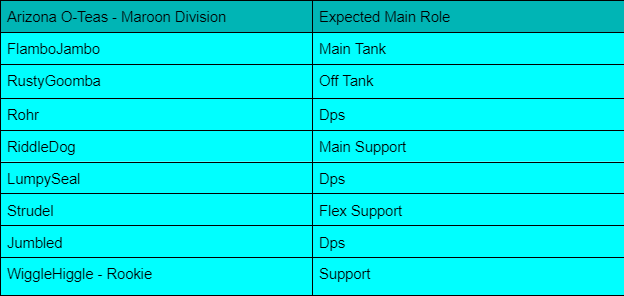 Arizona O-Teas - Maroon Division Expected Main Role
FlamboJambo Main Tank
RustyGoomba Off Tank
Rohr Dps
RiddleDog Main Support
LumpySeal Dps
Strudel Flex Support
Jumbled Dps
WiggleHiggle - Rookie Support